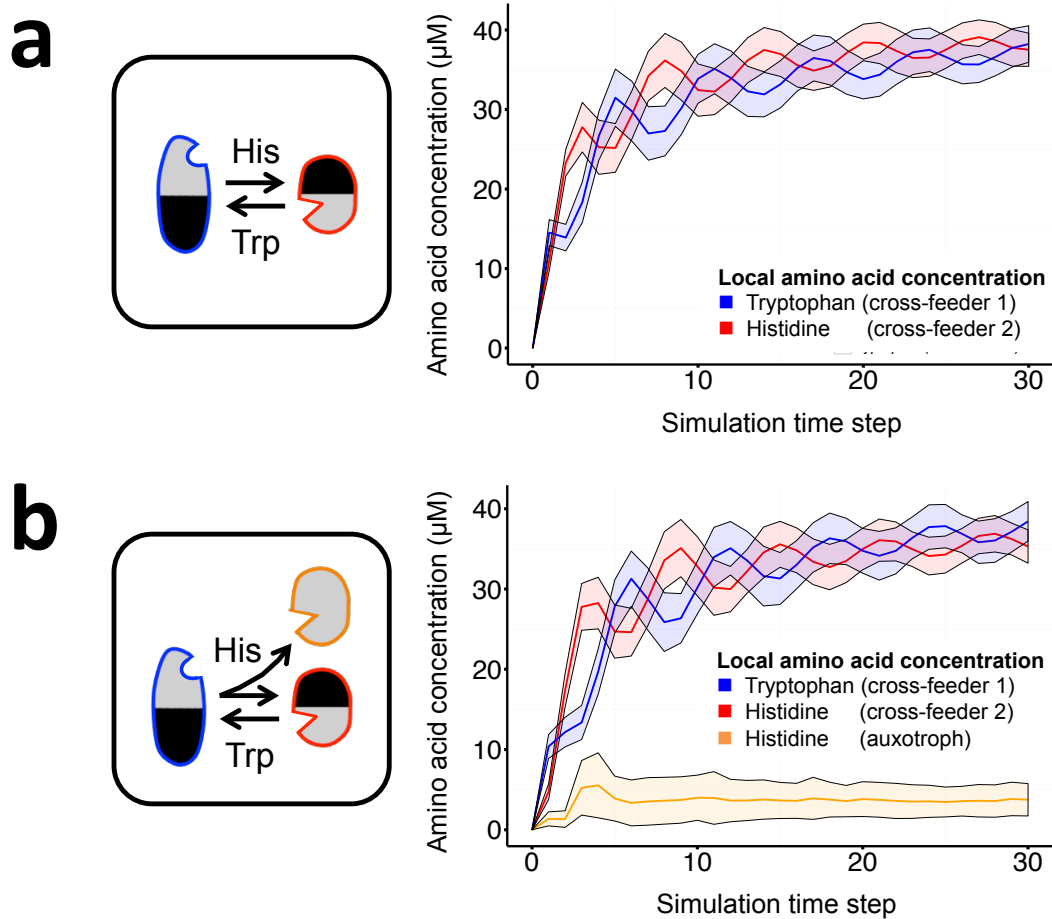 a
His
Trp
Amino acid concentration (µM)
40
30
20
10
0
Local amino acid concentration
Tryptophan (cross-feeder 1)
Histidine (cross-feeder 2)
0 10 20 30
Simulation time step
b
His
Trp
Amino acid concentration (µM)
40
30
20
10
0
Local amino acid concentration
Tryptophan (cross-feeder 1)
Histidine (cross-feeder 2)
Histidine (auxotroph)
0 10 20 30
Simulation time step